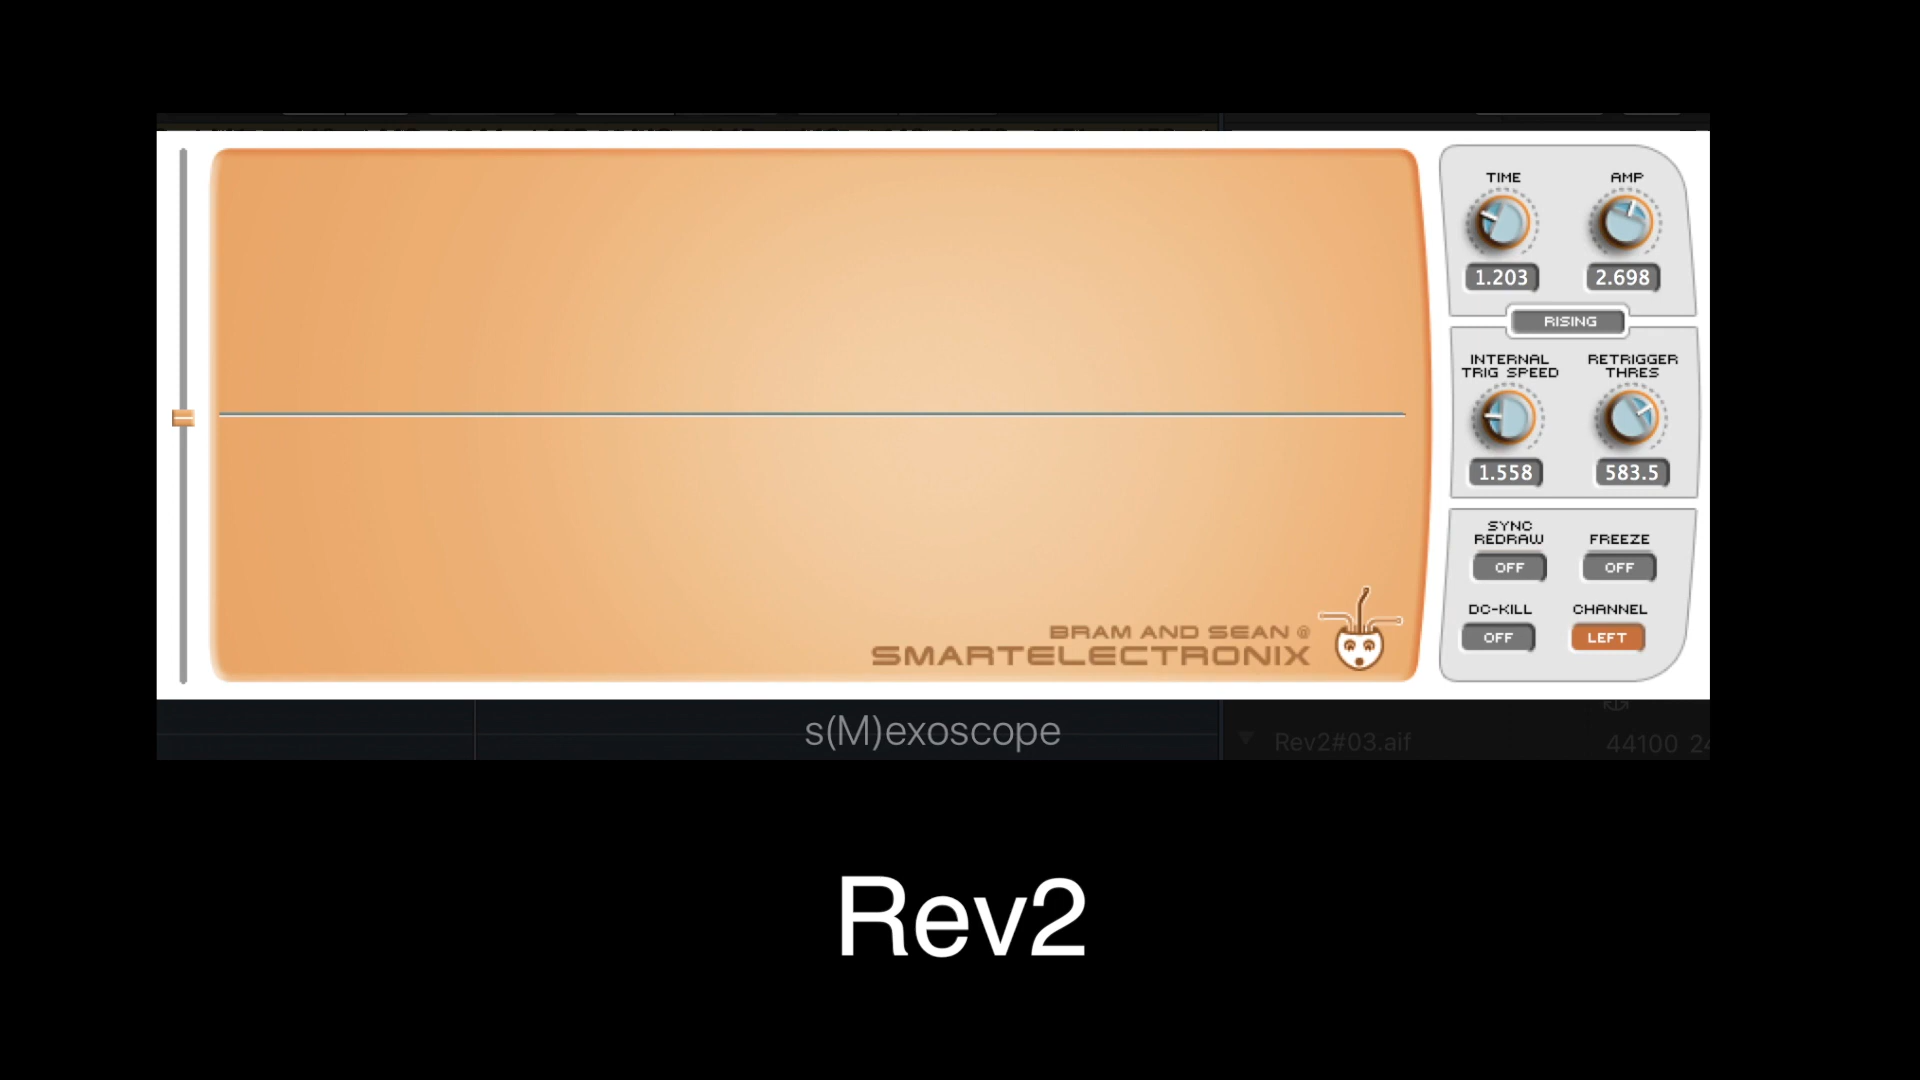 TIME
AMP
1.203
2.698
RISING
INTERNAL
TRIG SPEED
RETRIGGER
THRES
1.558
583.5
SYNC
REDRAW
FREEZE
OFF
OFF
DC-KILL
CHANNEL
OFF
LEFT
BRAM AND SEAN @
SMARTELECTRONIX
s(M)exoscope
Rev2#03.aif
44100
Rev2